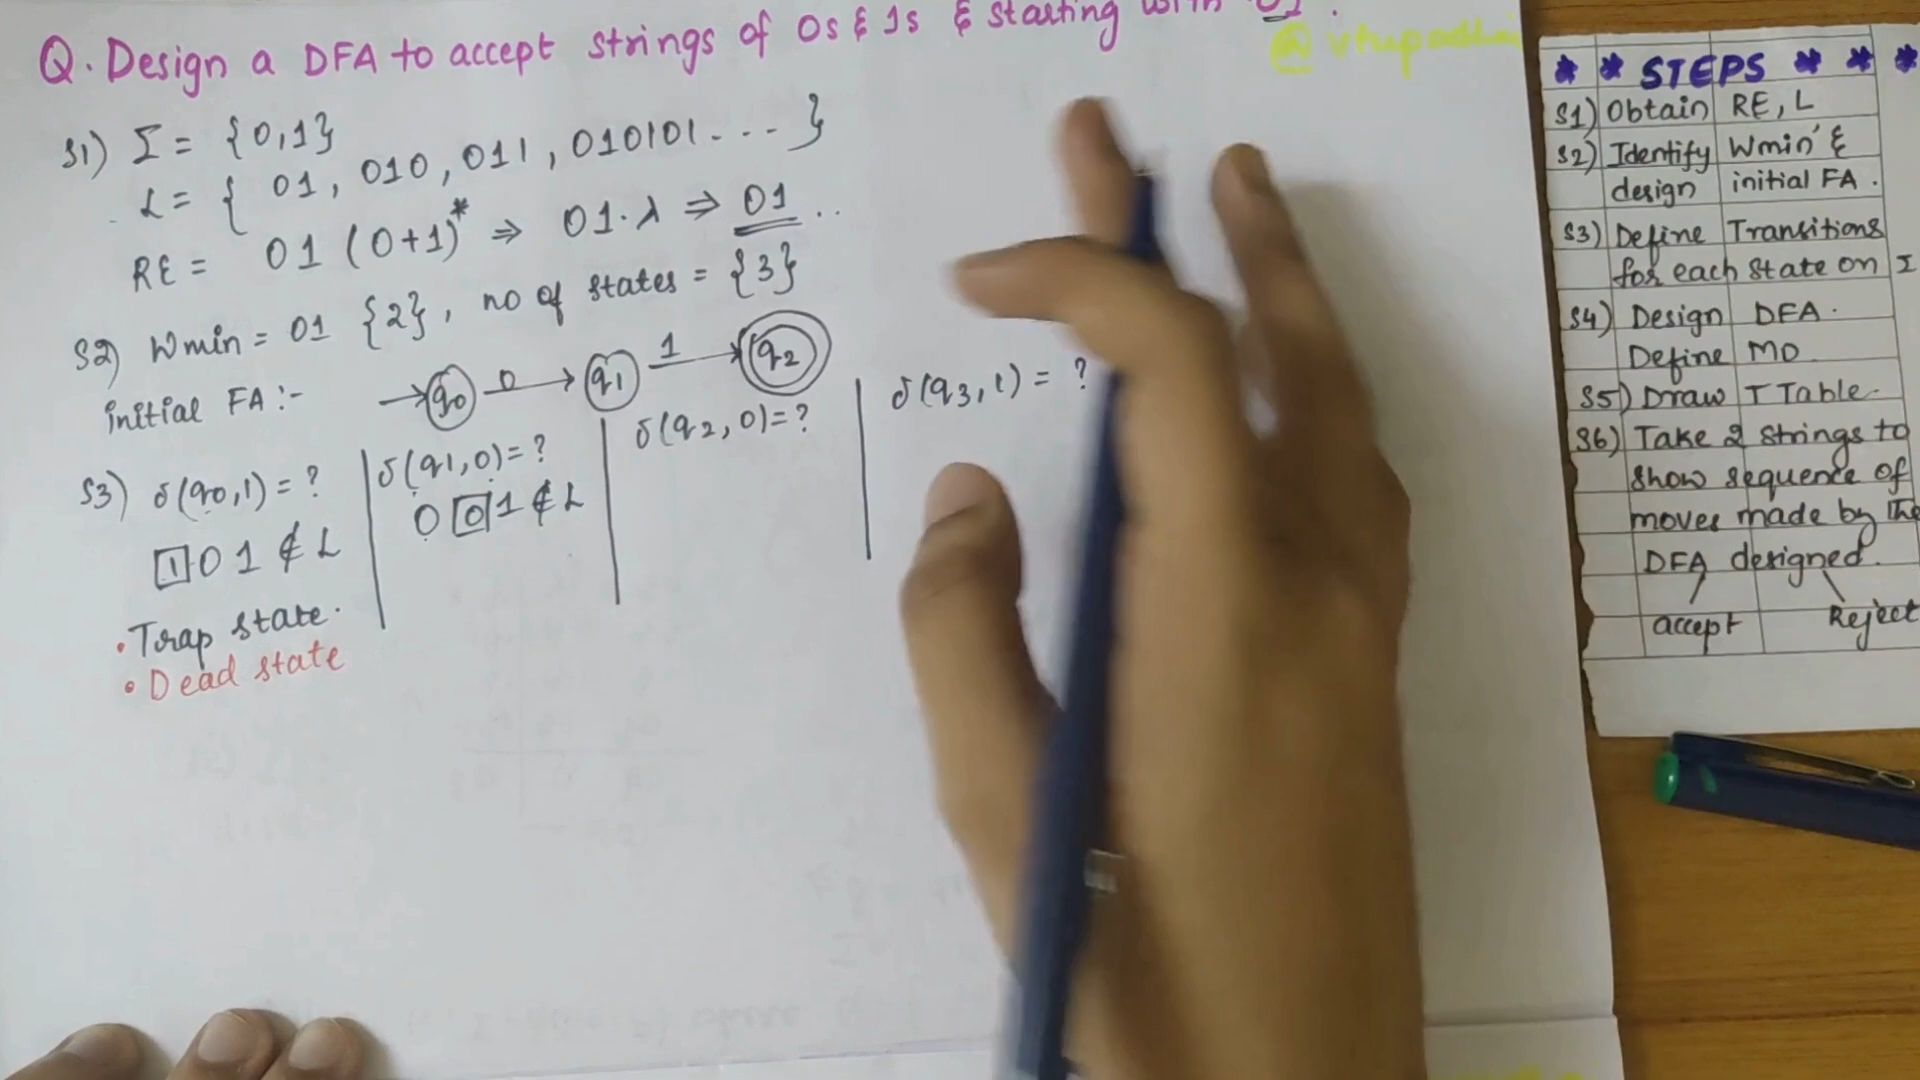 Q. Design a DFA to accept strings of 0s & 1s & starting with 01.
@vtupadhai
S1) Σ = {0,1}
L = { 01, 010, 011, 010101 - - - }
RE = 01 (0+1)* ⇒ 01.λ ⇒ 01 ..
S2) Wmin = 01 {2}, no of states = {3}
initial FA :- → q0 0 → q1 1 → q2
S3) δ(q0,1) = ?
1 0 1 ∉ L
• Trap state.
• Dead state
δ(q1,0) = ?
0 0 1 ∉ L
δ(q2,0) = ?
δ(q3,1) = ?
* * STEPS * * *
S1) Obtain RE, L
S2) Identify Wmin' &
design initial FA.
S3) Define Transitions
for each state on Σ
S4) Design DFA.
Define MD
S5) Draw T Table.
S6) Take 2 strings to
show sequence of
moves made by the
DFA designed.
accept Reject